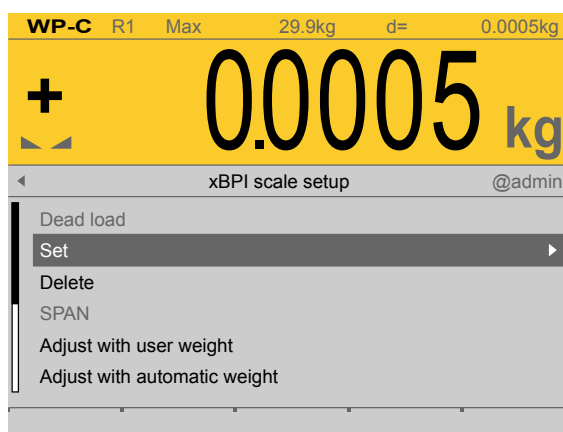 WP-C R1 Max 29.9kg d= 0.0005kg
+ 0.0005 kg
xBPI scale setup @admin
Dead load
Set
Delete
SPAN
Adjust with user weight
Adjust with automatic weight